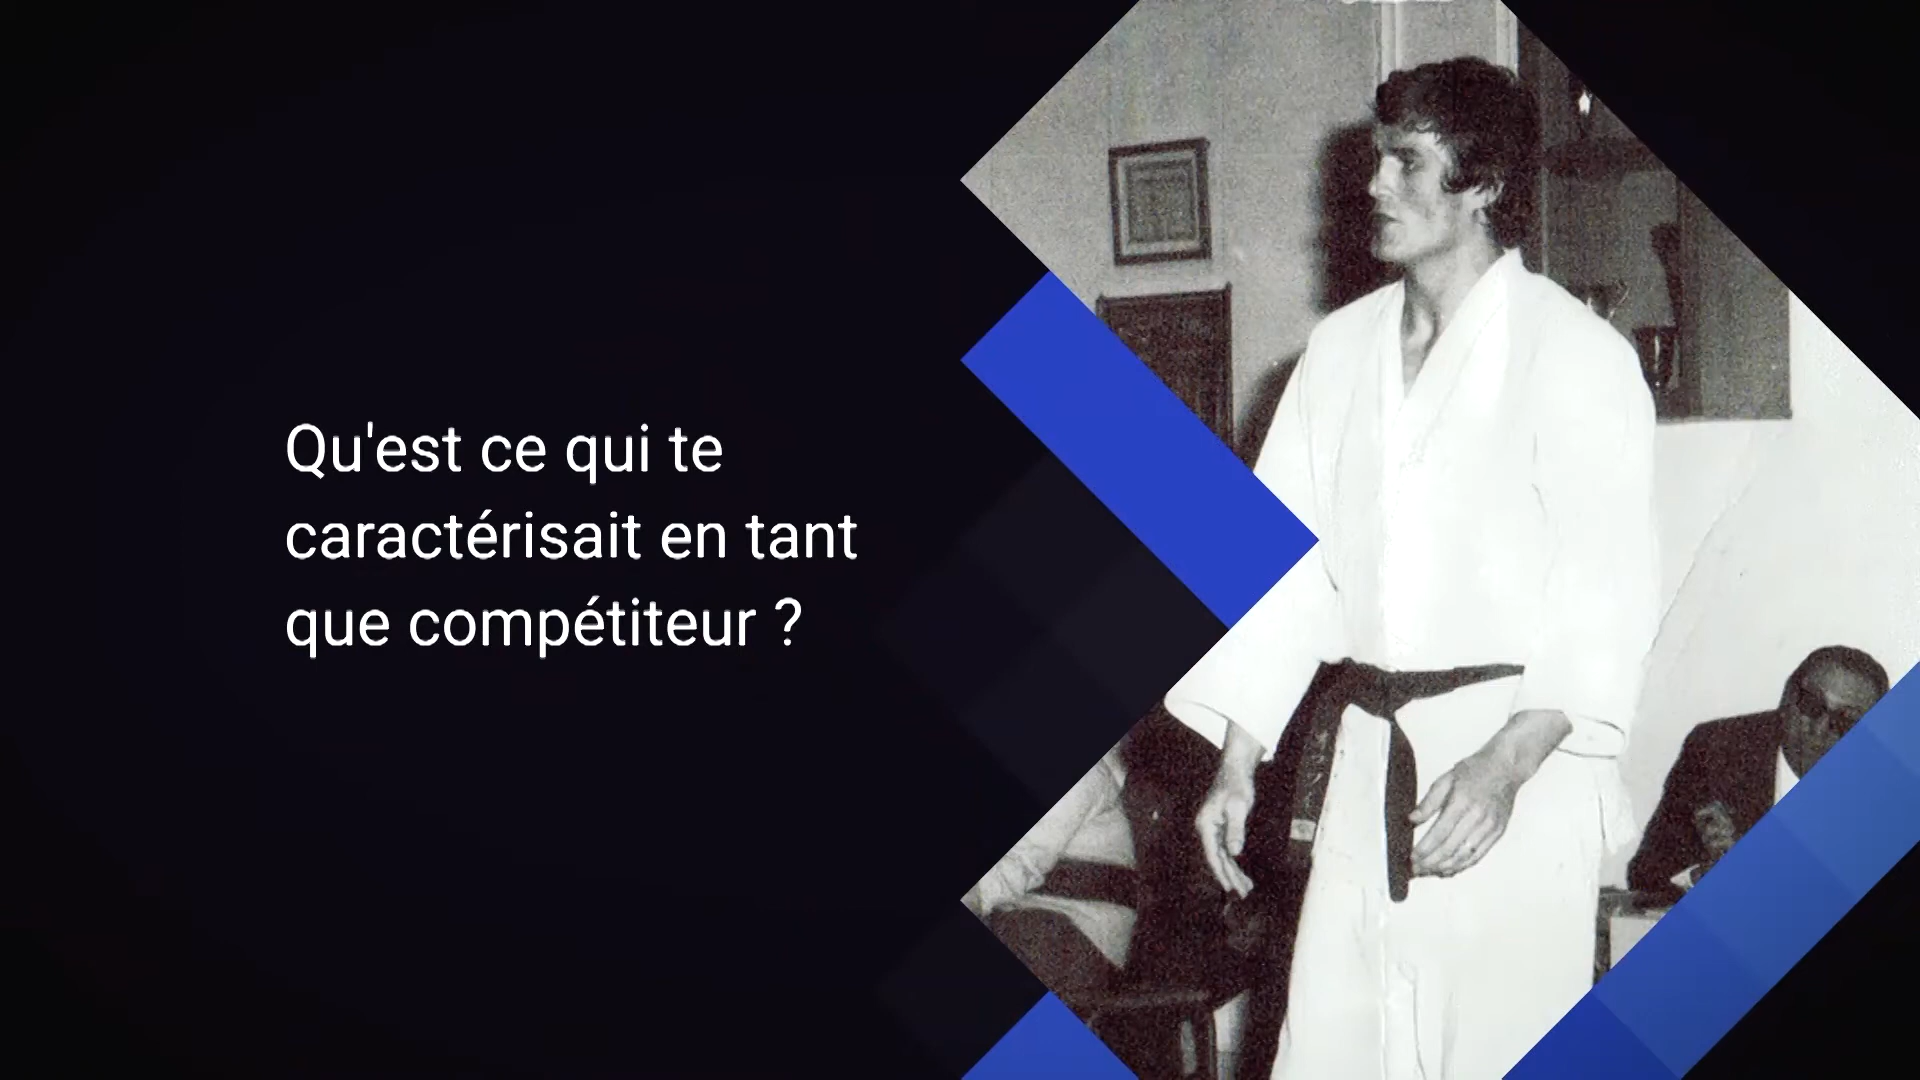 Qu'est ce qui te
caractérisait en tant
que compétiteur ?